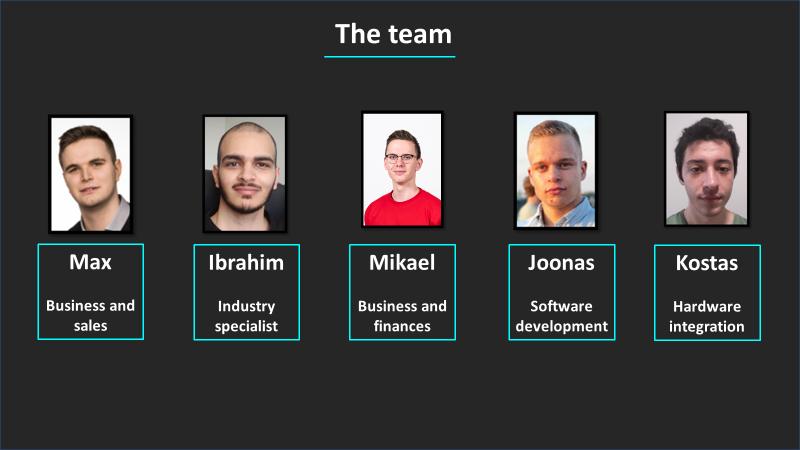 The team
Max
Business and
sales
Ibrahim
Industry
specialist
Mikael
Business and
finances
Joonas
Software
development
Kostas
Hardware
integration